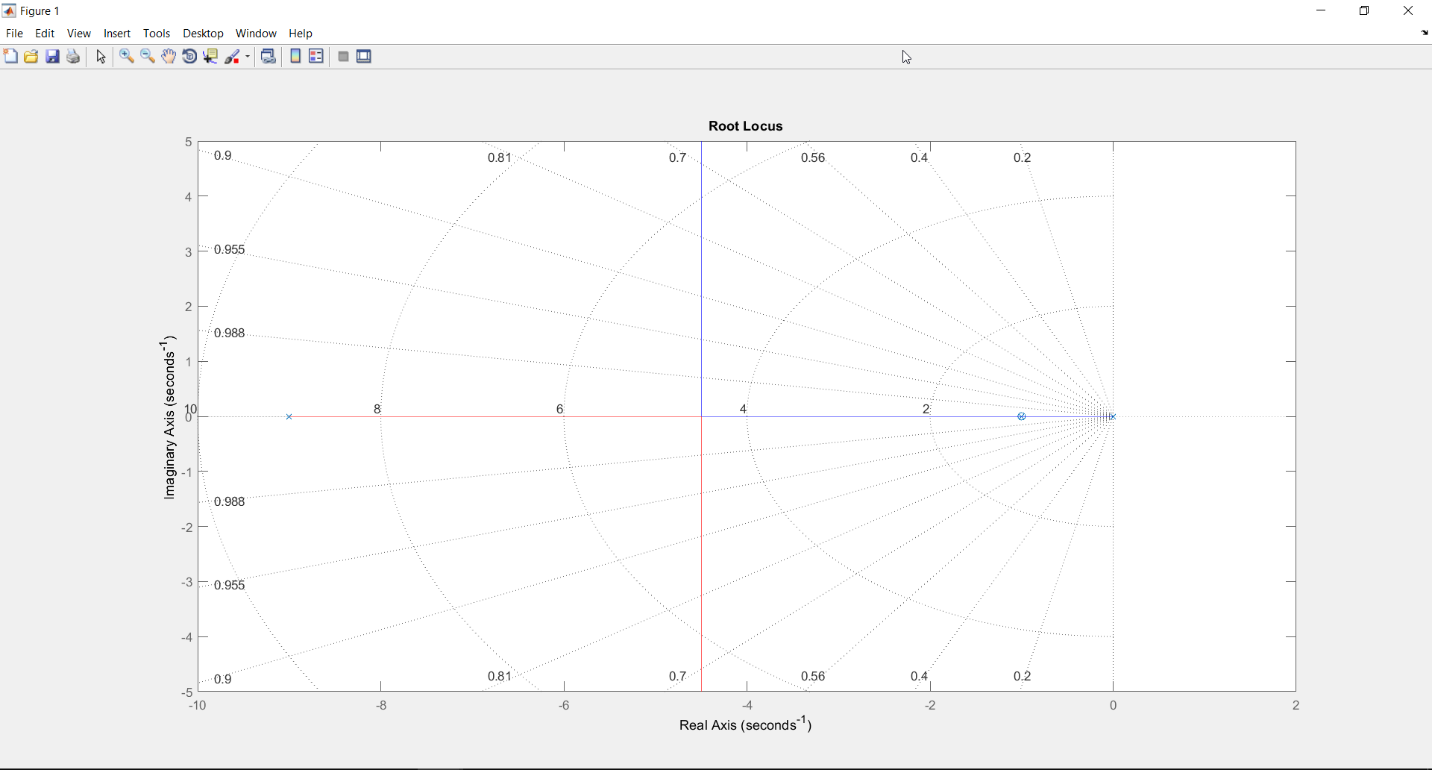 Figure 1
File Edit View Insert Tools Desktop Window Help
Root Locus
5
0.9 0.81 0.7 0.56 0.4 0.2
4
3 0.955
2
0.988
1
Imaginary Axis (seconds⁻¹)
10 8 6 4 2
0
-1
0.988
-2
-3 0.955
-4
0.9 0.81 0.7 0.56 0.4 0.2
-5
-10 -8 -6 -4 -2 0 2
Real Axis (seconds⁻¹)